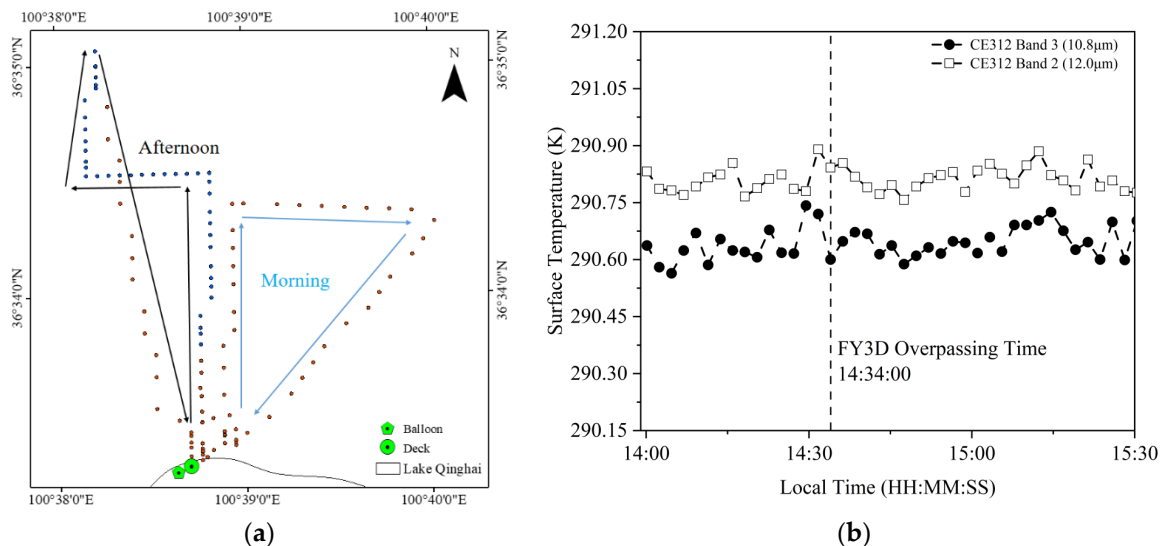 100°38'0"E
100°39'0"E
100°40'0"E
36°35'0"N
36°35'0"N
N
Afternoon
Morning
36°34'0"N
36°34'0"N
Balloon
Deck
Lake Qinghai
100°38'0"E
100°39'0"E
100°40'0"E
(a)
CE312 Band 3 (10.8μm)
CE312 Band 2 (12.0μm)
291.20
291.05
290.90
290.75
290.60
290.45
290.30
290.15
Surface Temperature (K)
FY3D Overpassing Time
14:34:00
14:00
14:30
15:00
15:30
Local Time (HH:MM:SS)
(b)